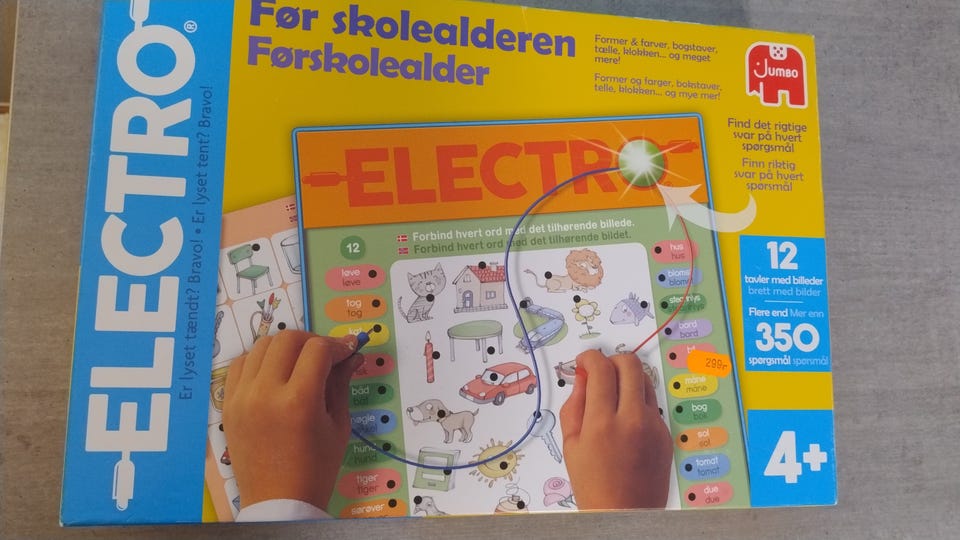 ELECTRO®
Er lyset tændt? Bravo! • Er lyset tent? Bravo!
Før skolealderen
Førskolealder
Former & farver, bogstaver,
tælle, klokken... og meget
mere!
Former og farger, bokstaver,
telle, klokken... og mye mer!
JUMBO
Find det rigtige
svar på hvert
spørgsmål
Finn riktig
svar på hvert
spørsmål
ELECTRO
12
Forbind hvert ord med det tilhørende billede.
Forbind hvert ord med det tilhørende bildet.
løve
løve
tog
tog
kat
båd
nøgle
hund
hund
tiger
tiger
sørøver
hus
hus
blomst
bord
bord
299,-
måne
måne
bog
bok
sol
sol
tomat
tomat
due
due
12
tavler med billeder
brett med bilder
Flere end Mer enn
350
spørgsmål spørsmål
4+